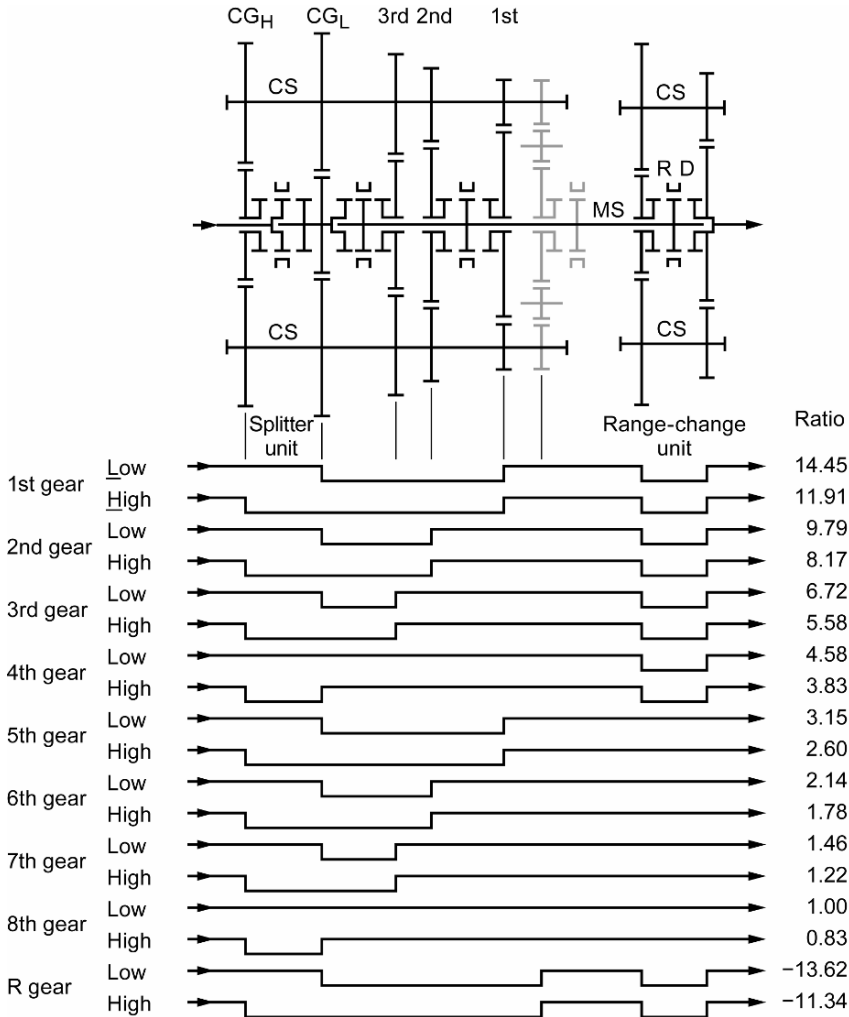 CGH CGL 3rd 2nd 1st
CS CS
R D
MS
CS CS
Splitter unit Range-change unit Ratio
1st gear Low 14.45
High 11.91
2nd gear Low 9.79
High 8.17
3rd gear Low 6.72
High 5.58
4th gear Low 4.58
High 3.83
5th gear Low 3.15
High 2.60
6th gear Low 2.14
High 1.78
7th gear Low 1.46
High 1.22
8th gear Low 1.00
High 0.83
R gear Low −13.62
High −11.34